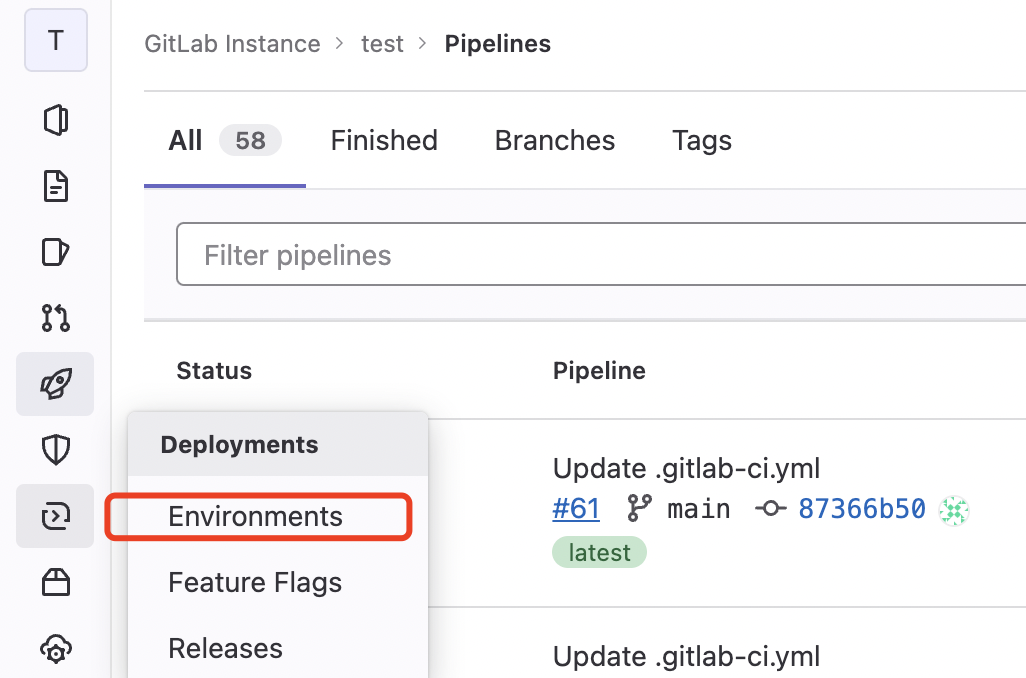 T
GitLab Instance > test > Pipelines
All 58 Finished Branches Tags
Filter pipelines
Status Pipeline
Deployments
Environments
Feature Flags
Releases
Update .gitlab-ci.yml
#61 main 87366b50
latest
Update .gitlab-ci.yml